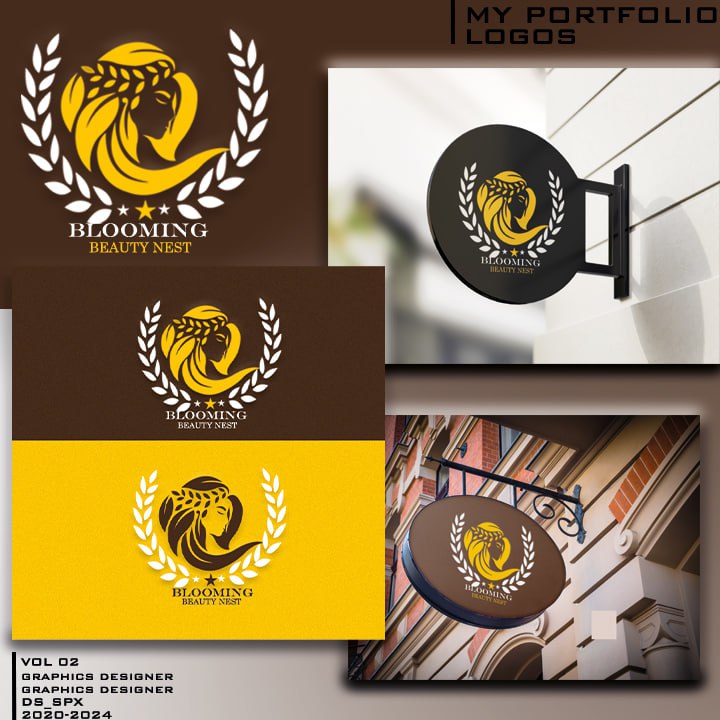 MY PORTFOLIO
LOGOS
BLOOMING
BEAUTY NEST
BLOOMING
BEAUTY NEST
BLOOMING
BEAUTY NEST
BLOOMING
BEAUTY NEST
BLOOMING
BEAUTY NEST
VOL 02
GRAPHICS DESIGNER
GRAPHICS DESIGNER
DS_SPX
2020-2024